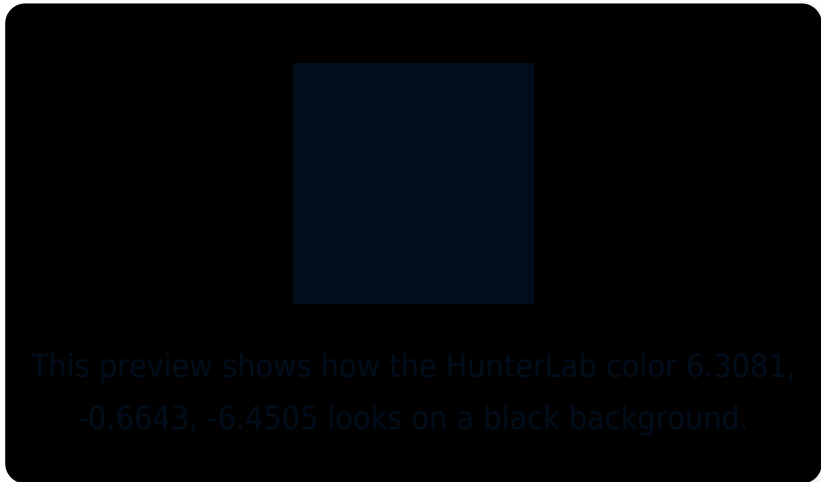 This preview shows how the HunterLab color 6.3081,
-0.6643, -6.4505 looks on a black background.